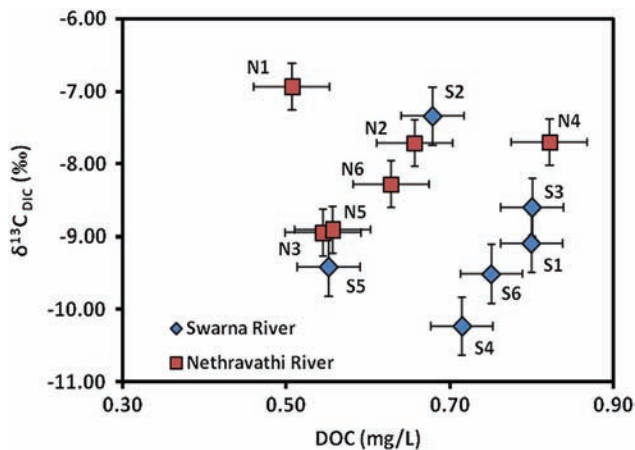 -6.00
-7.00
-8.00
-9.00
-10.00
-11.00
δ¹³C DIC (‰)
N1
S2
N2
N4
N6
S3
N5
N3
S1
S5
S6
S4
Swarna River
Nethravathi River
0.30 0.50 0.70 0.90
DOC (mg/L)